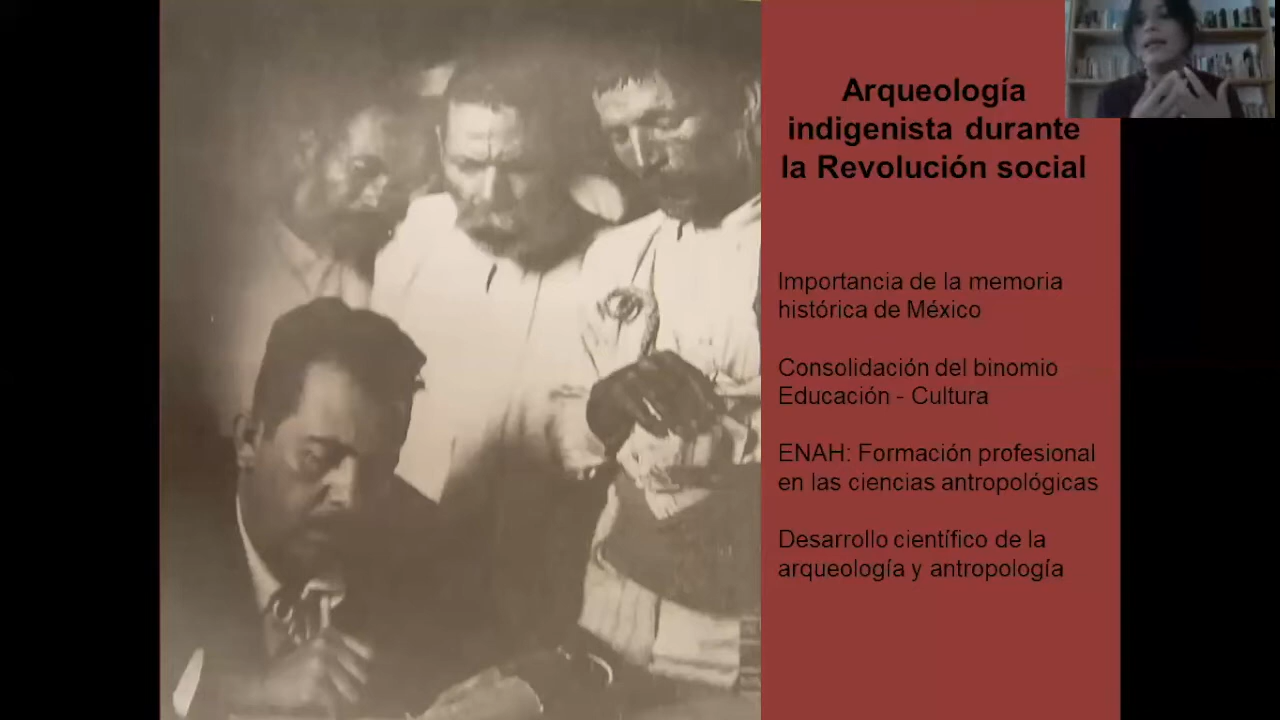 Arqueología
indigenista durante
la Revolución social
Importancia de la memoria
histórica de México
Consolidación del binomio
Educación - Cultura
ENAH: Formación profesional
en las ciencias antropológicas
Desarrollo científico de la
arqueología y antropología